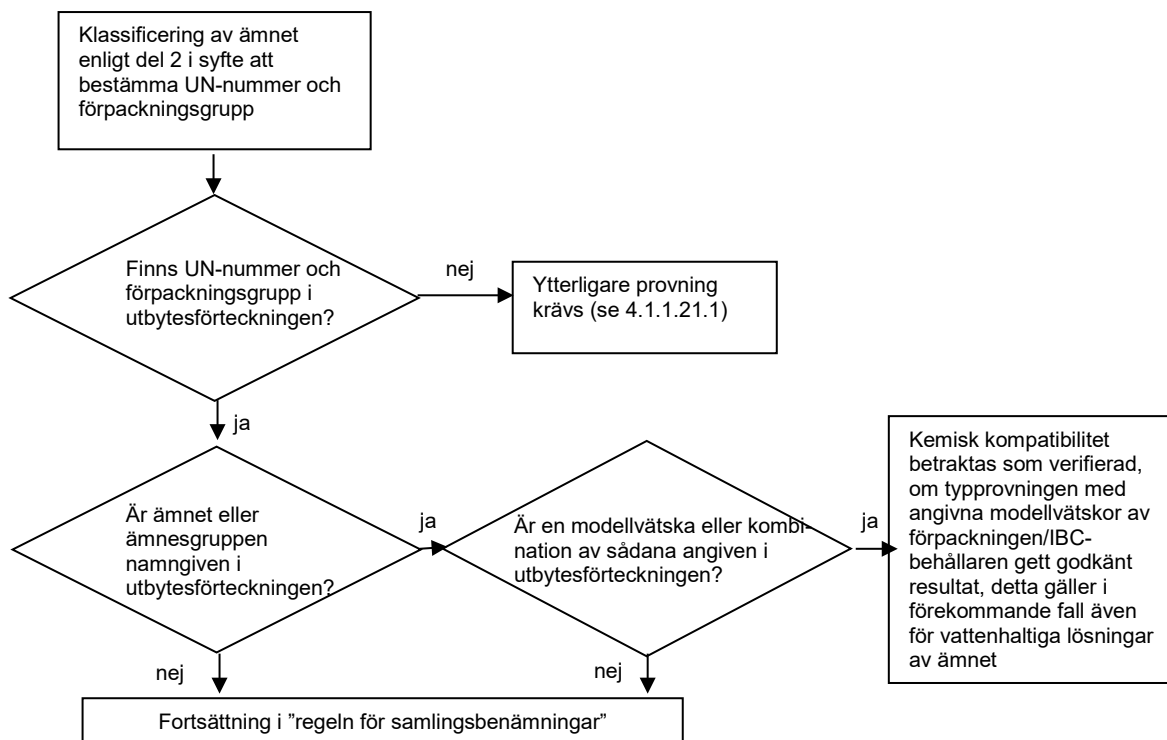 Klassificering av ämnet
enligt del 2 i syfte att
bestämma UN-nummer och
förpackningsgrupp
Finns UN-nummer och
förpackningsgrupp i
utbytesförteckningen?
nej
Ytterligare provning
krävs (se 4.1.1.21.1)
ja
Är ämnet eller
ämnesgruppen
namngiven i
utbytesförteckningen?
ja
Är en modellvätska eller kombi-
nation av sådana angiven i
utbytesförteckningen?
ja
Kemisk kompatibilitet
betraktas som verifierad,
om typprovningen med
angivna modellvätskor av
förpackningen/IBC-
behållaren gett godkänt
resultat, detta gäller i
förekommande fall även
för vattenhaltiga lösningar
av ämnet
nej
nej
Fortsättning i ”regeln för samlingsbenämningar”